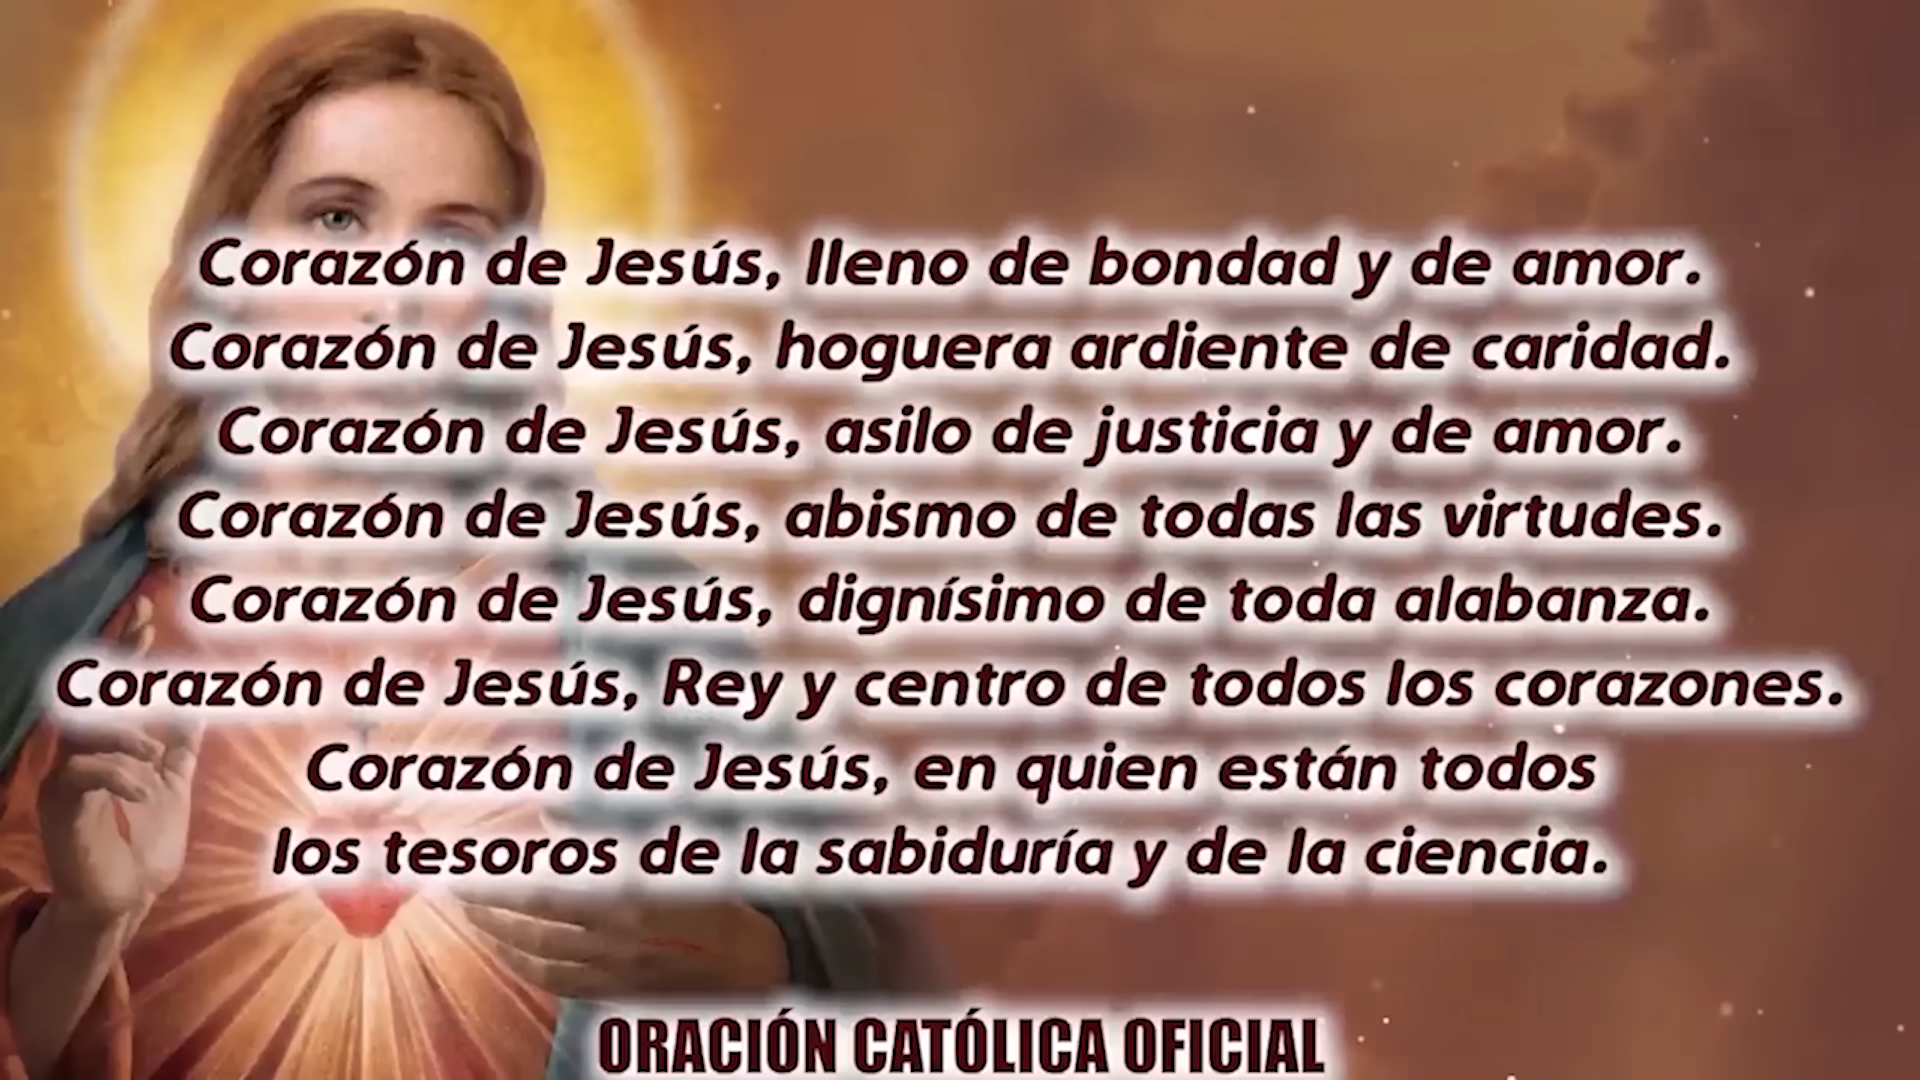 Corazón de Jesús, lleno de bondad y de amor.
Corazón de Jesús, hoguera ardiente de caridad.
Corazón de Jesús, asilo de justicia y de amor.
Corazón de Jesús, abismo de todas las virtudes.
Corazón de Jesús, dignísimo de toda alabanza.
Corazón de Jesús, Rey y centro de todos los corazones.
Corazón de Jesús, en quien están todos
los tesoros de la sabiduría y de la ciencia.
ORACIÓN CATÓLICA OFICIAL